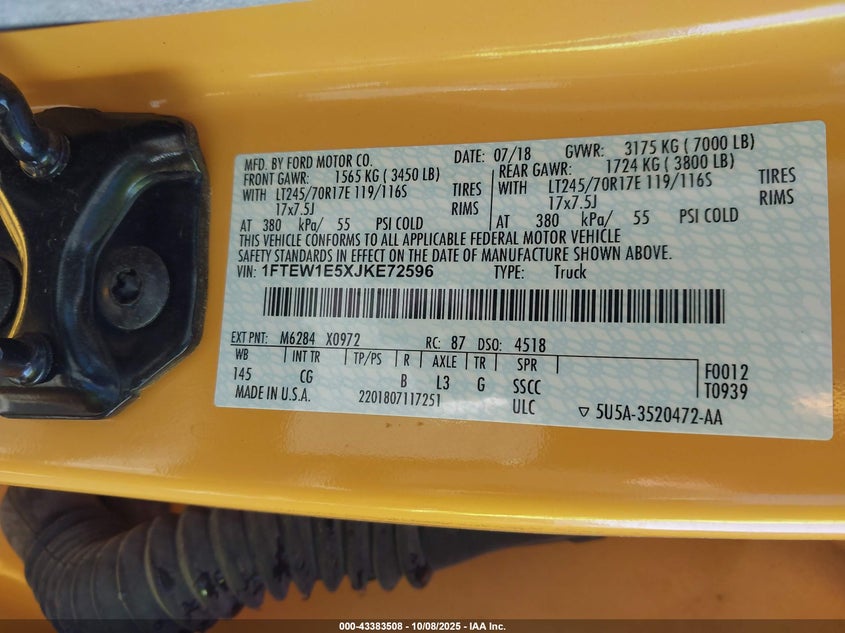 MFD. BY FORD MOTOR CO. DATE: 07/18 GVWR: 3175 KG ( 7000 LB)
FRONT GAWR: 1565 KG ( 3450 LB) REAR GAWR: 1724 KG ( 3800 LB)
WITH LT245/70R17E 119/116S TIRES WITH LT245/70R17E 119/116S TIRES
17x7.5J RIMS 17x7.5J RIMS
AT 380 kPa/ 55 PSI COLD AT 380 kPa/ 55 PSI COLD
THIS VEHICLE CONFORMS TO ALL APPLICABLE FEDERAL MOTOR VEHICLE
SAFETY STANDARDS IN EFFECT ON THE DATE OF MANUFACTURE SHOWN ABOVE.
VIN: 1FTEW1E5XJKE72596 TYPE: Truck
EXT PNT: M6284 X0972 RC: 87 DSO: 4518
WB INT TR TP/PS R AXLE TR SPR F0012
145 CG B L3 G SSCC T0939
MADE IN U.S.A. 2201807117251 ULC ▽ 5U5A-3520472-AA
000-43383508 - 10/08/2025 - IAA Inc.